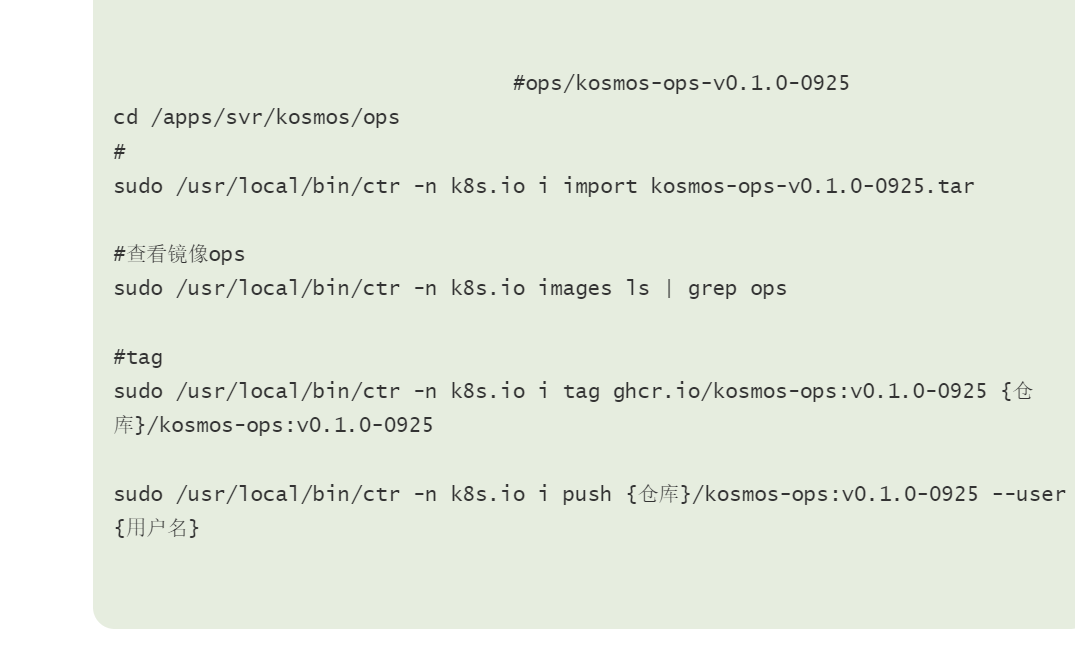 #ops/kosmos-ops-v0.1.0-0925
cd /apps/svr/kosmos/ops
#
sudo /usr/local/bin/ctr -n k8s.io i import kosmos-ops-v0.1.0-0925.tar
#查看镜像ops
sudo /usr/local/bin/ctr -n k8s.io images ls | grep ops
#tag
sudo /usr/local/bin/ctr -n k8s.io i tag ghcr.io/kosmos-ops:v0.1.0-0925 {仓
库}/kosmos-ops:v0.1.0-0925
sudo /usr/local/bin/ctr -n k8s.io i push {仓库}/kosmos-ops:v0.1.0-0925 --user
{用户名}